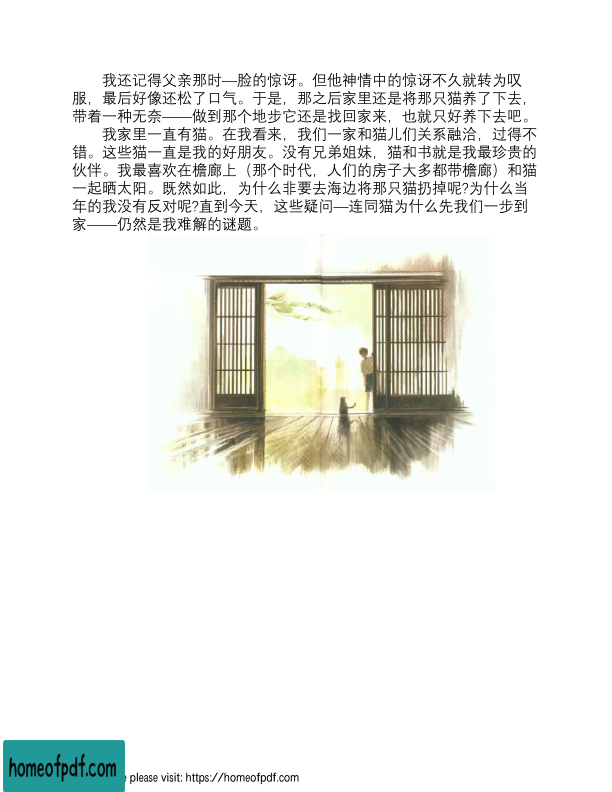 我还记得父亲那时—脸的惊讶。但他神情中的惊讶不久就转为叹
服，最后好像还松了口气。于是，那之后家里还是将那只猫养了下去，
带着一种无奈——做到那个地步它还是找回家来，也就只好养下去吧。
我家里一直有猫。在我看来，我们一家和猫儿们关系融洽，过得不
错。这些猫一直是我的好朋友。没有兄弟姐妹，猫和书就是我最珍贵的
伙伴。我最喜欢在檐廊上（那个时代，人们的房子大多都带檐廊）和猫
一起晒太阳。既然如此，为什么非要去海边将那只猫扔掉呢?为什么当
年的我没有反对呢?直到今天，这些疑问—连同猫为什么先我们一步到
家——仍然是我难解的谜题。
homeofpdf.com
e please visit: https://homeofpdf.com